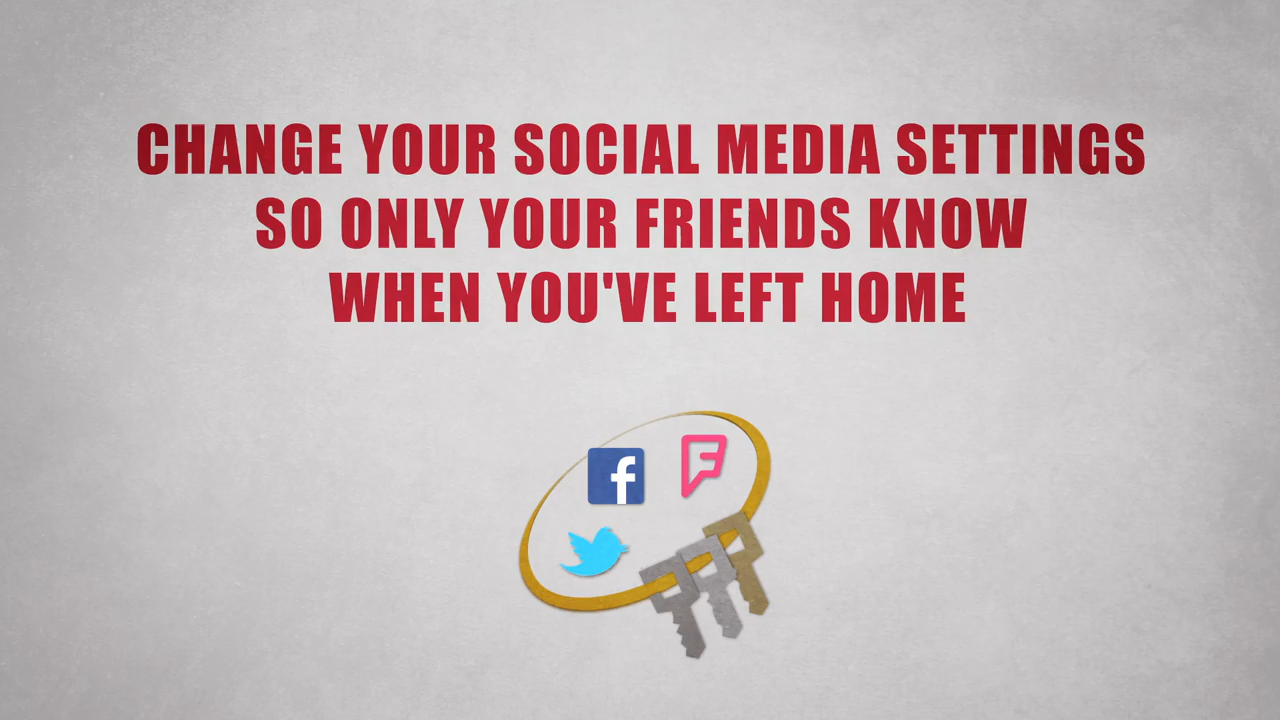 CHANGE YOUR SOCIAL MEDIA SETTINGS
SO ONLY YOUR FRIENDS KNOW
WHEN YOU'VE LEFT HOME